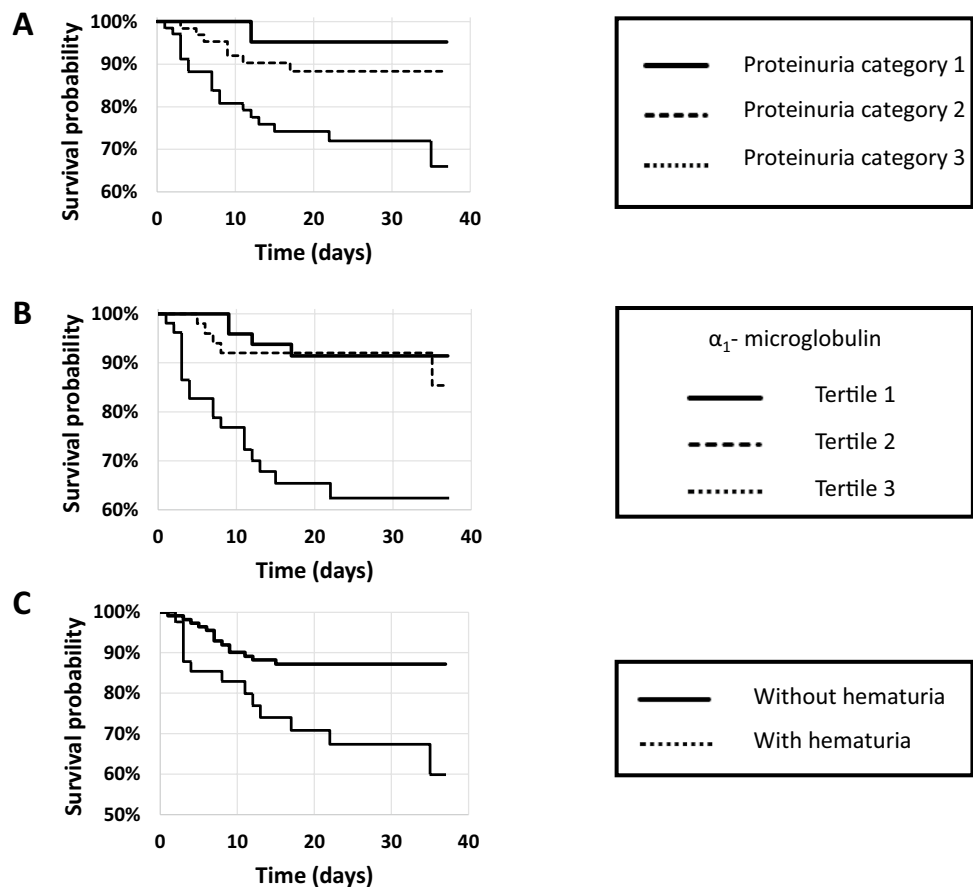 A
Survival probability
100%
90%
80%
70%
60%
0 10 20 30 40
Time (days)
Proteinuria category 1
Proteinuria category 2
Proteinuria category 3
B
Survival probability
100%
90%
80%
70%
60%
0 10 20 30 40
Time (days)
α₁- microglobulin
Tertile 1
Tertile 2
Tertile 3
C
Survival probability
100%
90%
80%
70%
60%
50%
0 10 20 30 40
Time (days)
Without hematuria
With hematuria